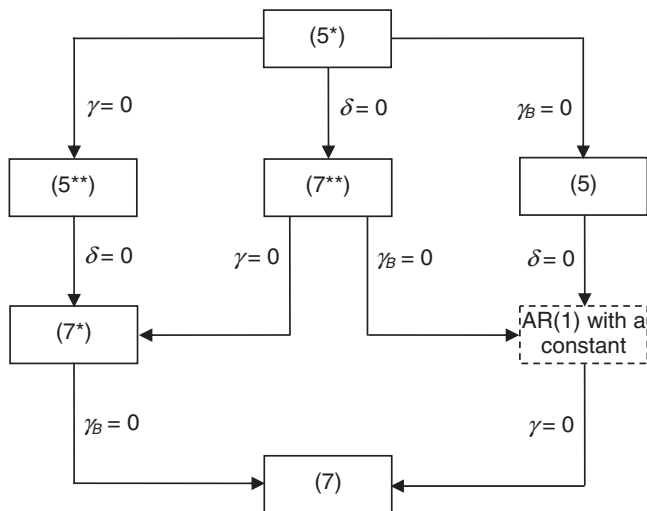 (5*)
γ = 0
δ = 0
γB = 0
(5**)
(7**)
(5)
δ = 0
γ = 0
γB = 0
δ = 0
(7*)
AR(1) with a
constant
γB = 0
γ = 0
(7)